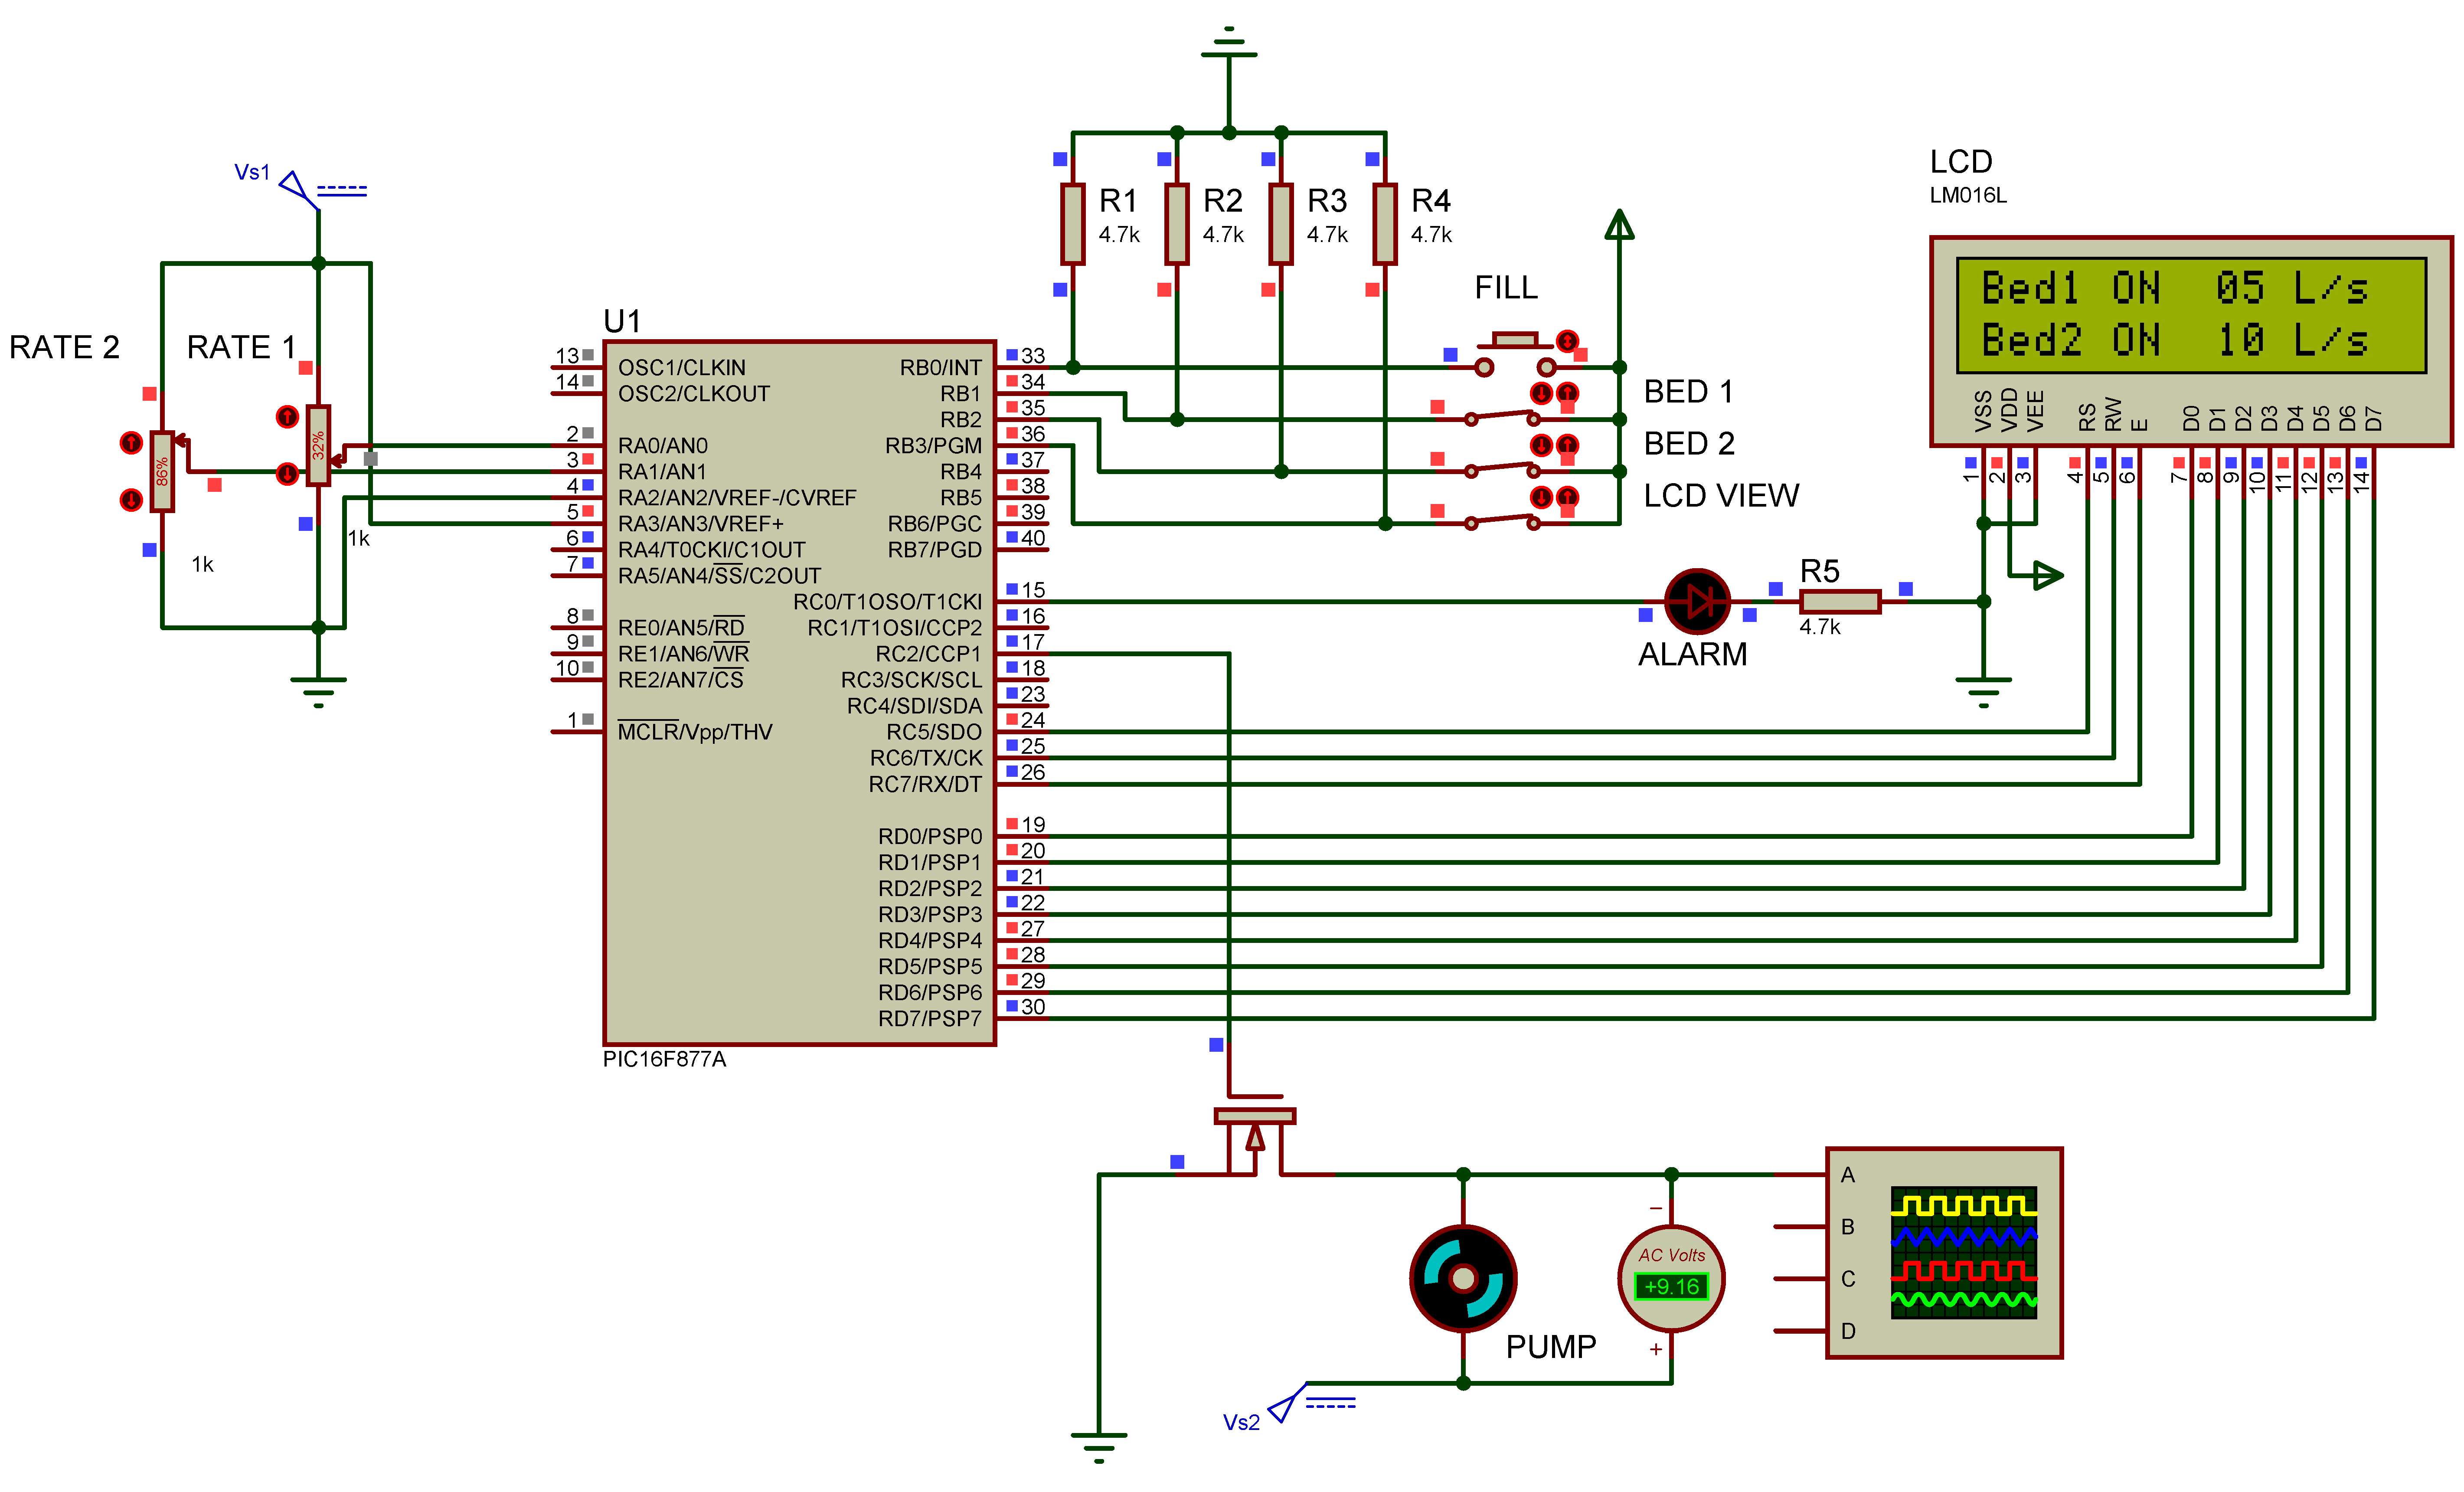 Vs1
RATE 2
RATE 1
86%
32%
1k
1k
U1
PIC16F877A
13 OSC1/CLKIN
14 OSC2/CLKOUT
2 RA0/AN0
3 RA1/AN1
4 RA2/AN2/VREF-/CVREF
5 RA3/AN3/VREF+
6 RA4/T0CKI/C1OUT
7 RA5/AN4/SS/C2OUT
8 RE0/AN5/RD
9 RE1/AN6/WR
10 RE2/AN7/CS
1 MCLR/Vpp/THV
RB0/INT 33
RB1 34
RB2 35
RB3/PGM 36
RB4 37
RB5 38
RB6/PGC 39
RB7/PGD 40
RC0/T1OSO/T1CKI 15
RC1/T1OSI/CCP2 16
RC2/CCP1 17
RC3/SCK/SCL 18
RC4/SDI/SDA 23
RC5/SDO 24
RC6/TX/CK 25
RC7/RX/DT 26
RD0/PSP0 19
RD1/PSP1 20
RD2/PSP2 21
RD3/PSP3 22
RD4/PSP4 27
RD5/PSP5 28
RD6/PSP6 29
RD7/PSP7 30
R1
4.7k
R2
4.7k
R3
4.7k
R4
4.7k
FILL
BED 1
BED 2
LCD VIEW
R5
4.7k
ALARM
LCD
LM016L
Bed1 ON 05 L/s
Bed2 ON 10 L/s
VSS VDD VEE RS RW E D0 D1 D2 D3 D4 D5 D6 D7
1 2 3 4 5 6 7 8 9 10 11 12 13 14
PUMP
Vs2
−
AC Volts
+9.16
+
A
B
C
D